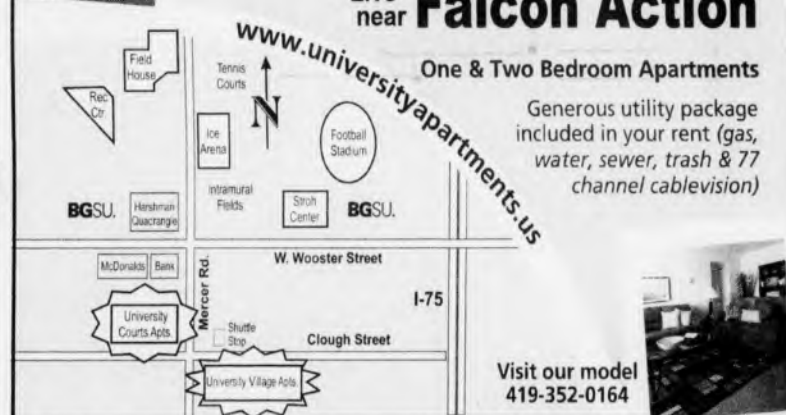 near Falcon Action
www.universityapartments.us
One & Two Bedroom Apartments
Generous utility package
included in your rent (gas,
water, sewer, trash & 77
channel cablevision)
Field
House
Rec
Ctr.
Tennis
Courts
N
Ice
Arena
Football
Stadium
BGSU.
Harshman
Quadrangle
Intramural
Fields
Stroh
Center
BGSU.
McDonalds
Bank
W. Wooster Street
Mercer Rd.
I-75
University
Courts Apts.
Shuttle
Stop
Clough Street
University Village Apts.
Visit our model
419-352-0164